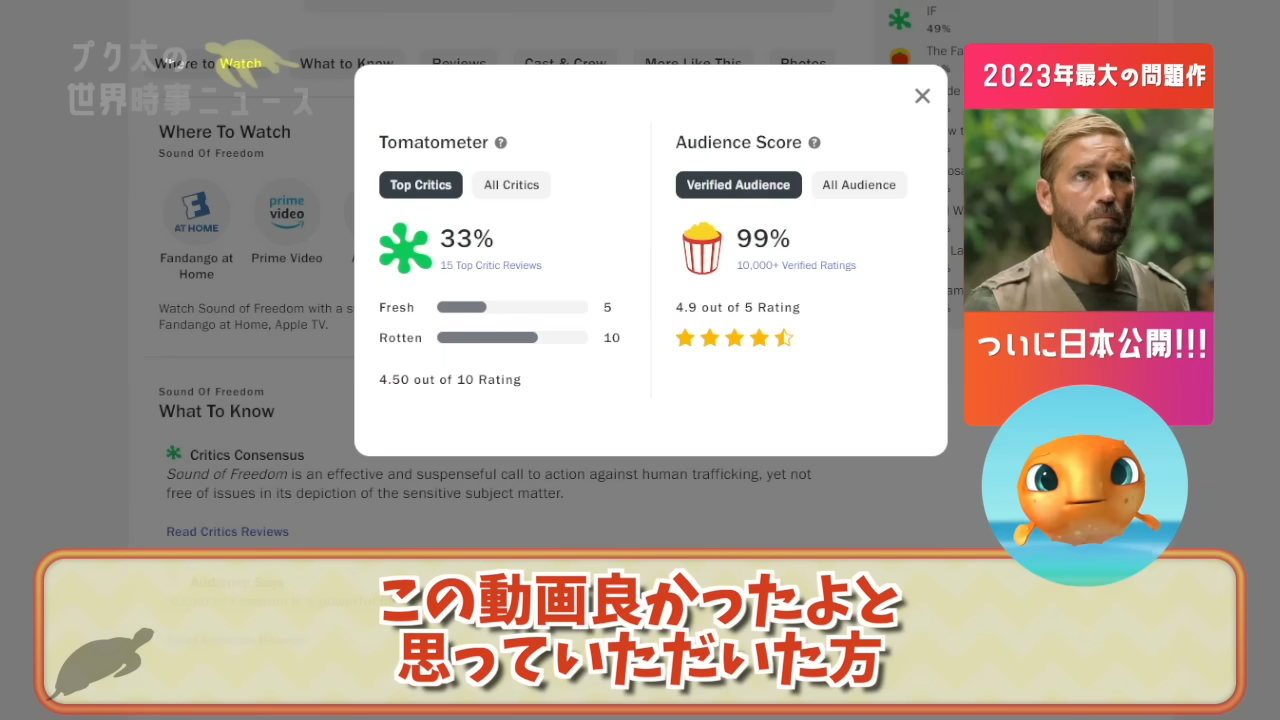 プク太の
世界時事ニュース
Where to Watch
What to Know
Reviews
Cast & Crew
More Like This
Photos
IF
49%
The Fa
Where To Watch
Sound Of Freedom
AT HOME
prime
video
Fandango at
Home
Prime Video
Watch Sound of Freedom with a s
Fandango at Home, Apple TV.
Tomatometer
Top Critics
All Critics
33%
15 Top Critic Reviews
Fresh
5
Rotten
10
4.50 out of 10 Rating
Audience Score
Verified Audience
All Audience
99%
10,000+ Verified Ratings
4.9 out of 5 Rating
2023年最大の問題作
ついに日本公開!!!
Sound Of Freedom
What To Know
Critics Consensus
Sound of Freedom is an effective and suspenseful call to action against human trafficking, yet not
free of issues in its depiction of the sensitive subject matter.
Read Critics Reviews
Audience Says
この動画良かったよと
思っていただいた方